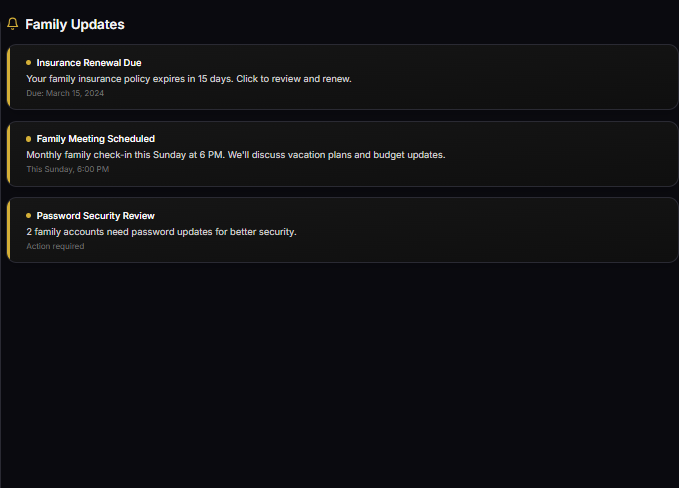 Family Updates
Insurance Renewal Due
Your family insurance policy expires in 15 days. Click to review and renew.
Due: March 15, 2024
Family Meeting Scheduled
Monthly family check-in this Sunday at 6 PM. We'll discuss vacation plans and budget updates.
This Sunday, 6:00 PM
Password Security Review
2 family accounts need password updates for better security.
Action required